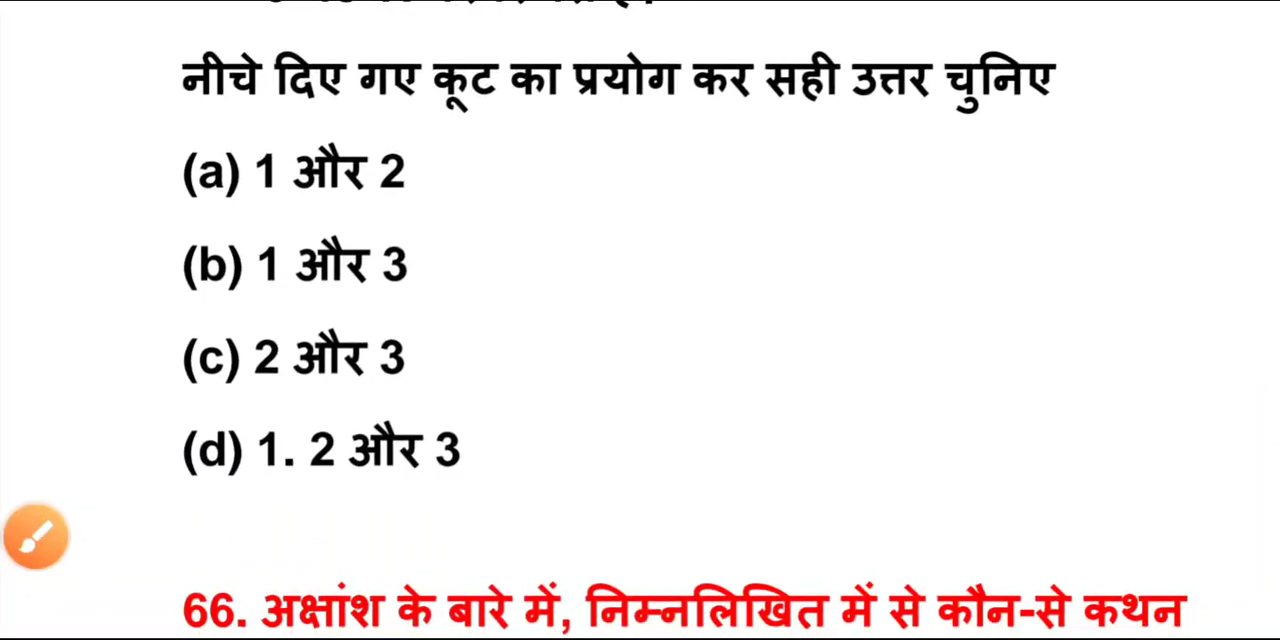 नीचे दिए गए कूट का प्रयोग कर सही उत्तर चुनिए
(a) 1 और 2
(b) 1 और 3
(c) 2 और 3
(d) 1. 2 और 3
66. अक्षांश के बारे में, निम्नलिखित में से कौन-से कथन